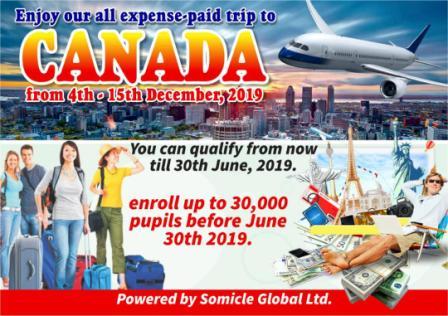 Enjoy our all expense-paid trip to
CANADA
from 4th - 15th December, 2019
You can qualify from now
till 30th June, 2019.
enroll up to 30,000
pupils before June
30th 2019.
Powered by Somicle Global Ltd.